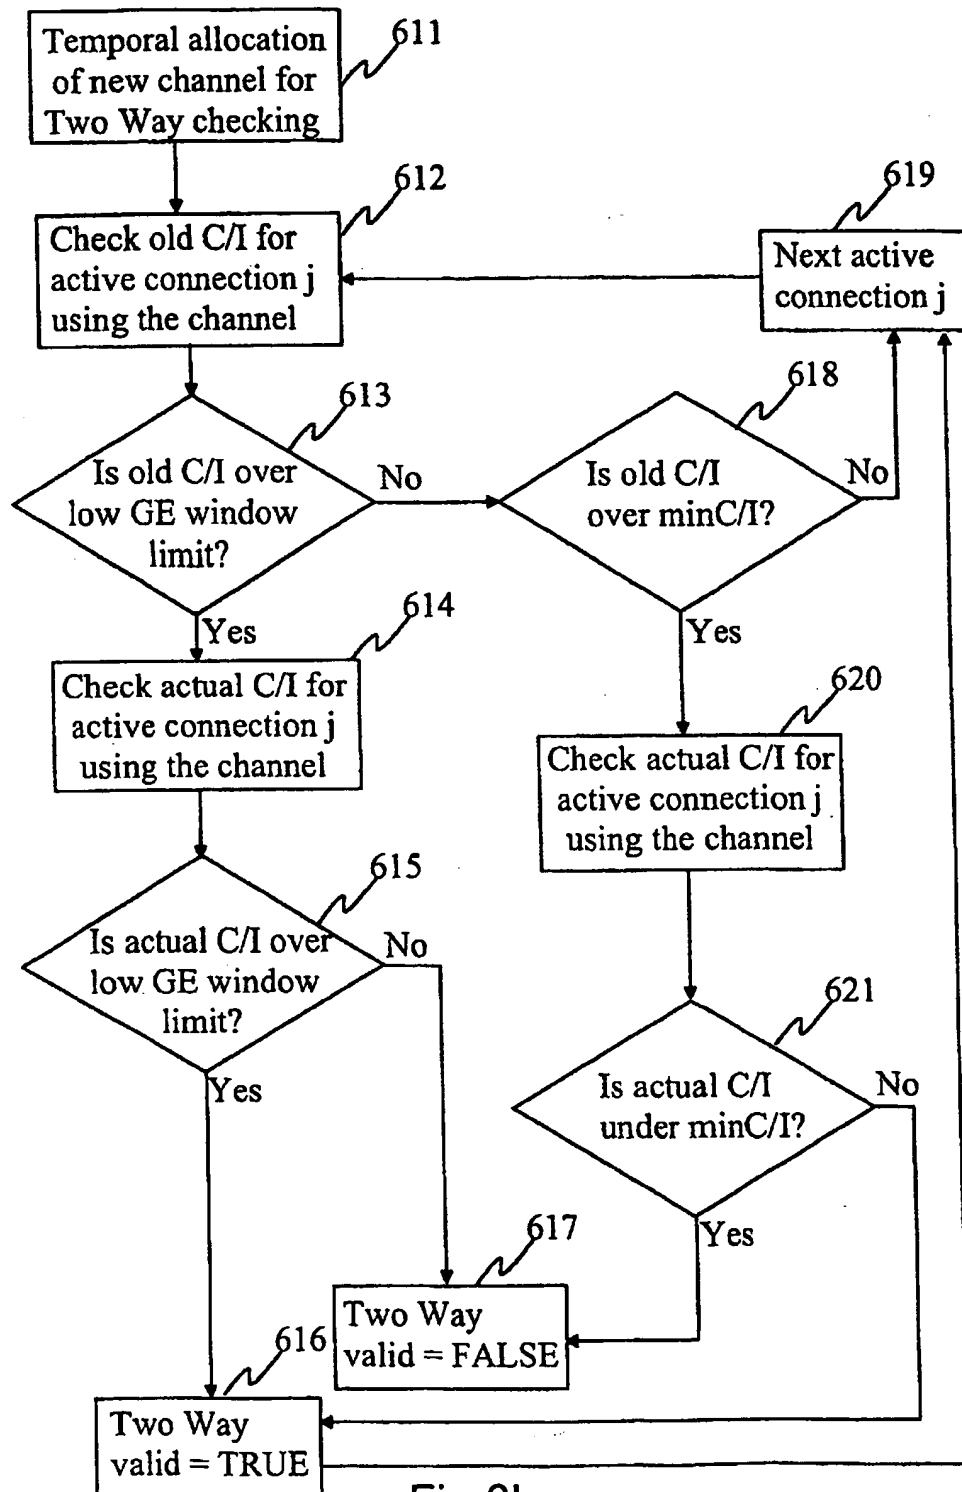 Temporal allocation
of new channel for
Two Way checking
611
Check old C/I for
active connection j
using the channel
612
Next active
connection j
619
Is old C/I over
low GE window
limit?
613
No
Yes
Is old C/I
over minC/I?
618
No
Yes
Check actual C/I for
active connection j
using the channel
614
Check actual C/I for
active connection j
using the channel
620
Is actual C/I over
low GE window
limit?
615
No
Yes
Is actual C/I
under minC/I?
621
No
Yes
Two Way
valid = FALSE
617
Two Way
valid = TRUE
616